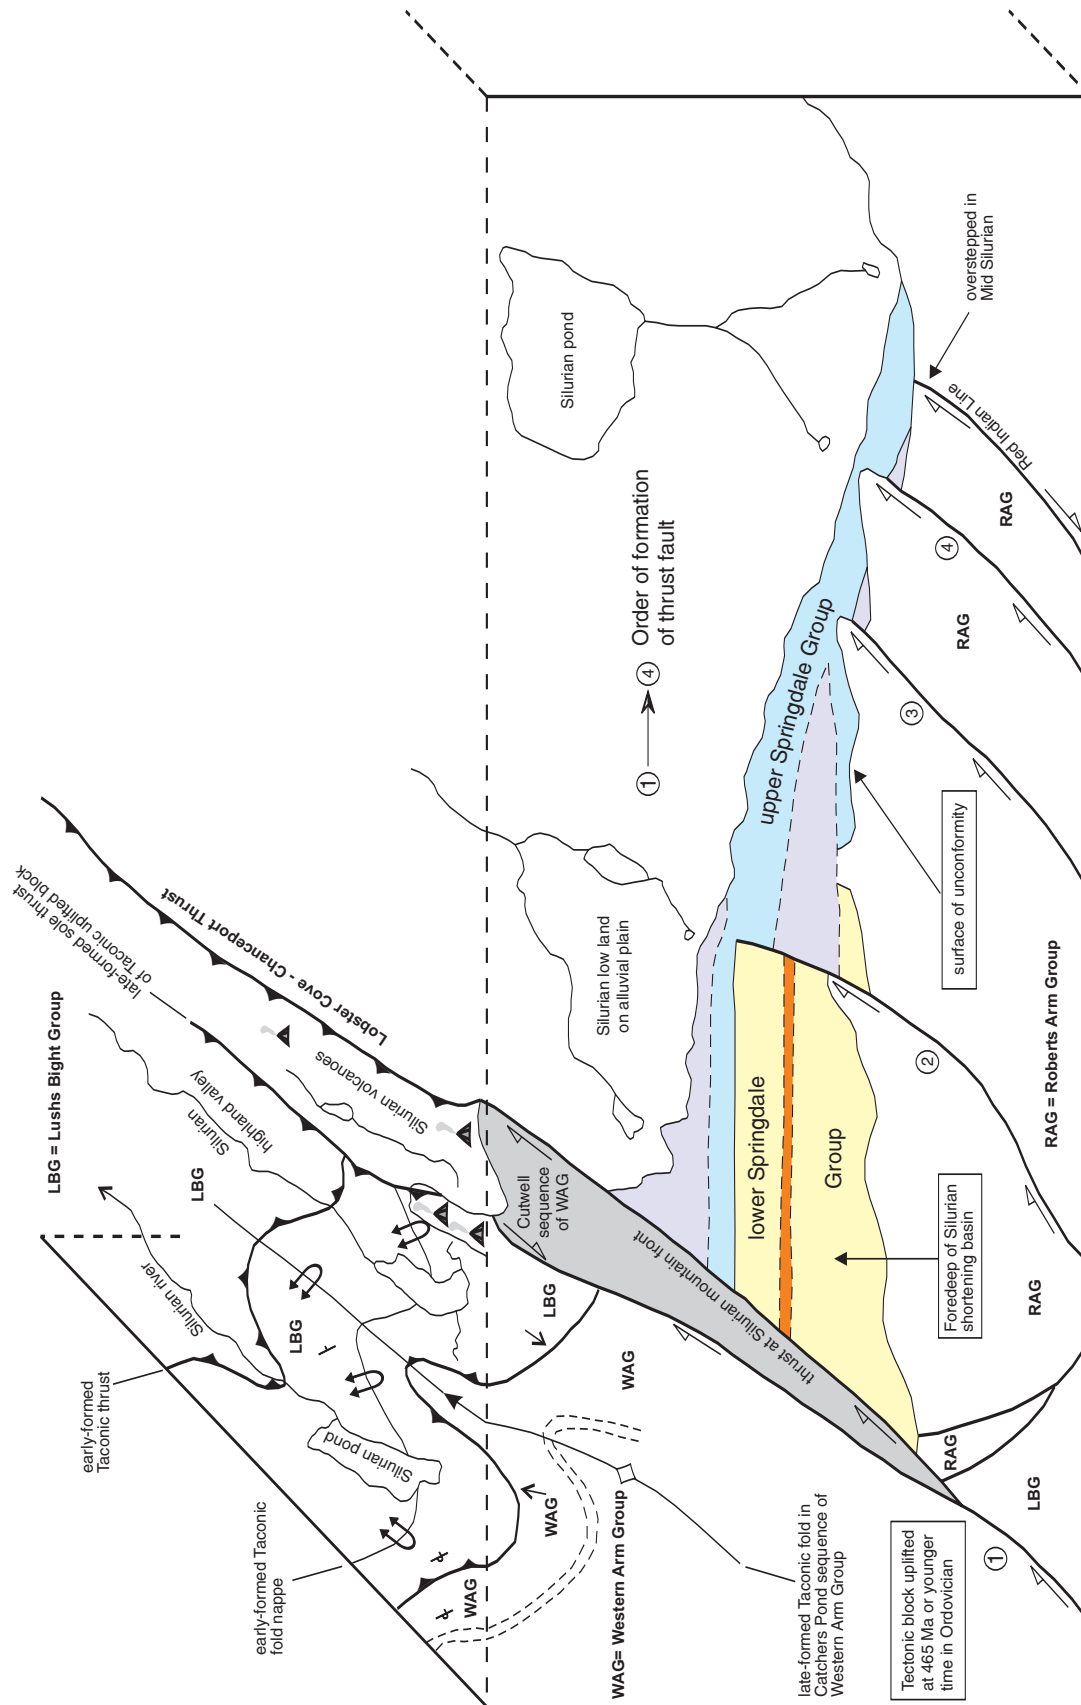 LBG = Lushs Bight Group
early-formed
Taconic thrust
early-formed Taconic
fold nappe
Silurian river
Silurian
highland valley
late-formed sole thrust
of Taconic uplifted block
Lobster Cove - Chanceport Thrust
Silurian volcanoes
LBG
LBG
LBG
Silurian pond
WAG
WAG
WAG
WAG= Western Arm Group
late-formed Taconic fold in
Catchers Pond sequence of
Western Arm Group
Cutwell
sequence
of WAG
thrust at Silurian mountain front
Silurian low land
on alluvial plain
Silurian pond
1
4
Order of formation
of thrust fault
upper Springdale Group
lower Springdale
Group
overstepped in
Mid Silurian
Red Indian Line
surface of unconformity
Foredeep of Silurian
shortening basin
Tectonic block uplifted
at 465 Ma or younger
time in Ordovician
1
2
3
4
LBG
RAG
RAG
RAG
RAG
RAG = Roberts Arm Group